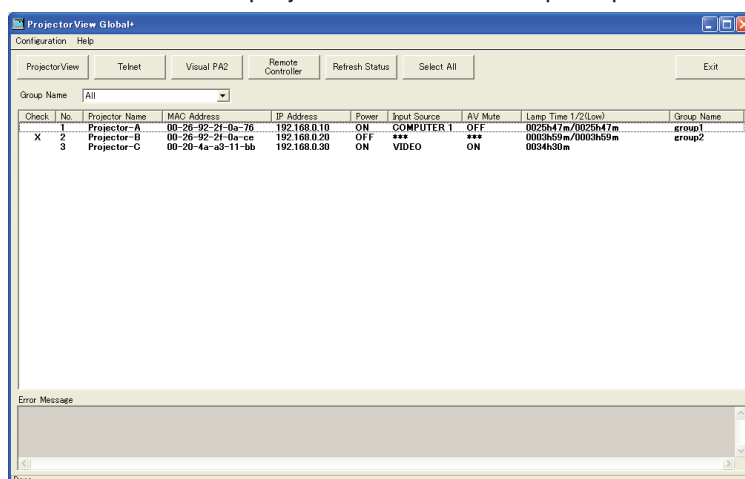 ProjectorView Global+
Configuration Help
ProjectorView Telnet Visual PA2 Remote Controller Refresh Status Select All Exit
Group Name All
Check No. Projector Name MAC Address IP Address Power Input Source AV Mute Lamp Time 1/2(Low) Group Name
1 Projector-A 00-26-92-2f-0a-76 192.168.0.10 ON COMPUTER 1 OFF 0025h47m/0025h47m group1
X 2 Projector-B 00-26-92-2f-0a-ce 192.168.0.20 OFF *** *** 0003h59m/0003h59m group2
3 Projector-C 00-20-4a-a3-11-bb 192.168.0.30 ON VIDEO ON 0034h30m
Error Message